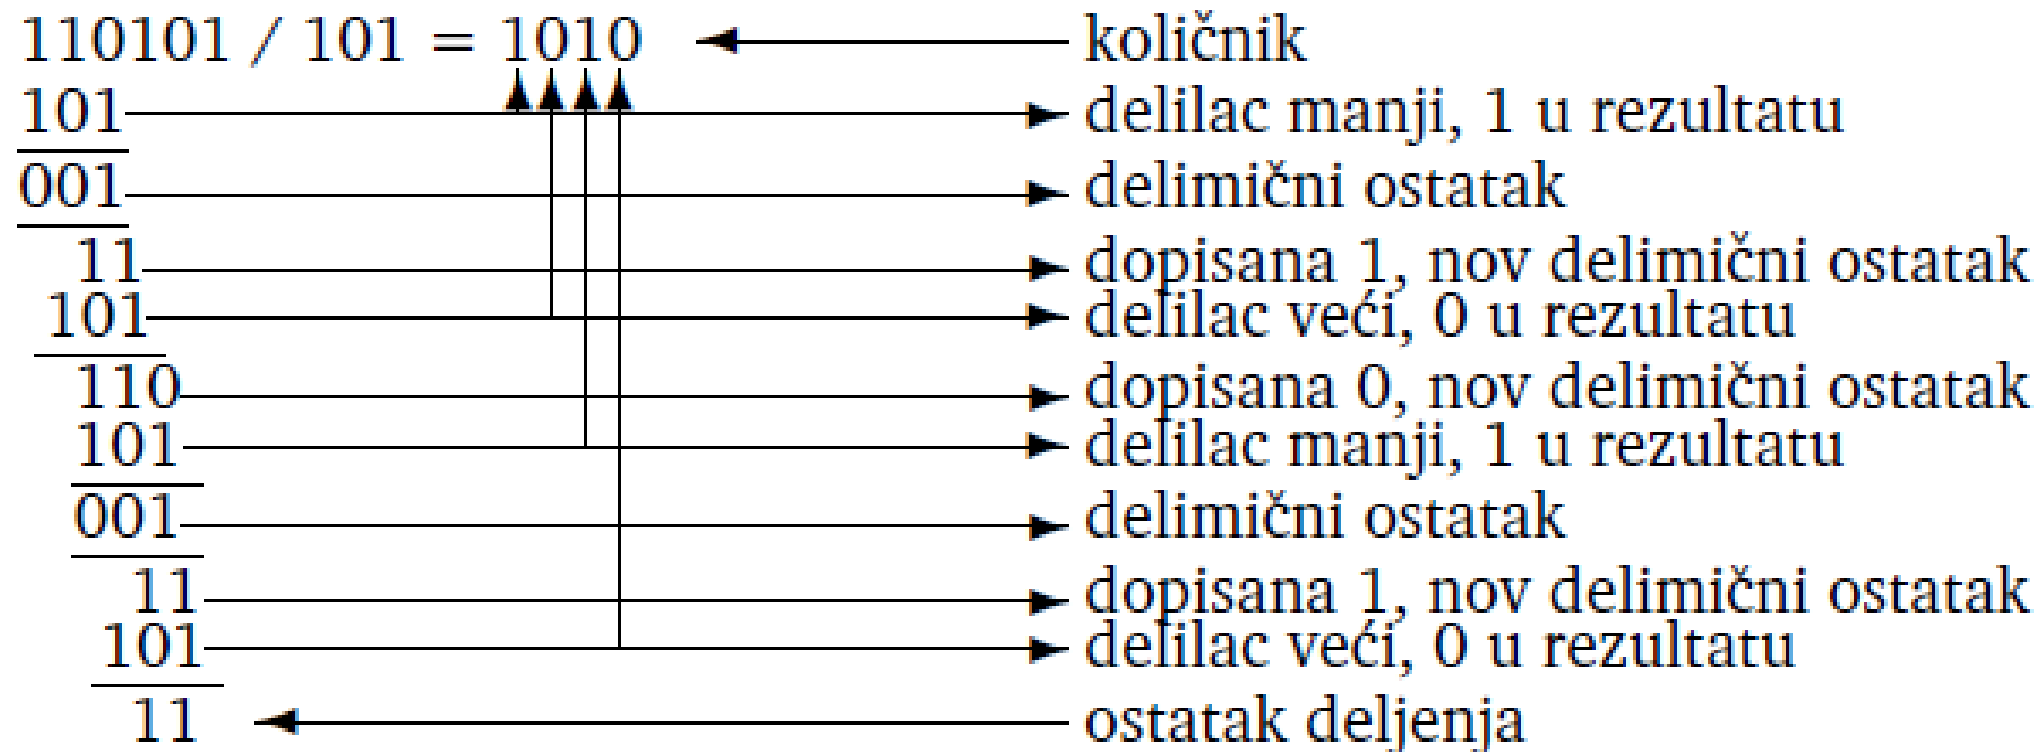 110101 / 101 = 1010 količnik
101 delilac manji, 1 u rezultatu
001 delimični ostatak
11 dopisana 1, nov delimični ostatak
101 delilac veći, 0 u rezultatu
110 dopisana 0, nov delimični ostatak
101 delilac manji, 1 u rezultatu
001 delimični ostatak
11 dopisana 1, nov delimični ostatak
101 delilac veći, 0 u rezultatu
11 ostatak deljenja